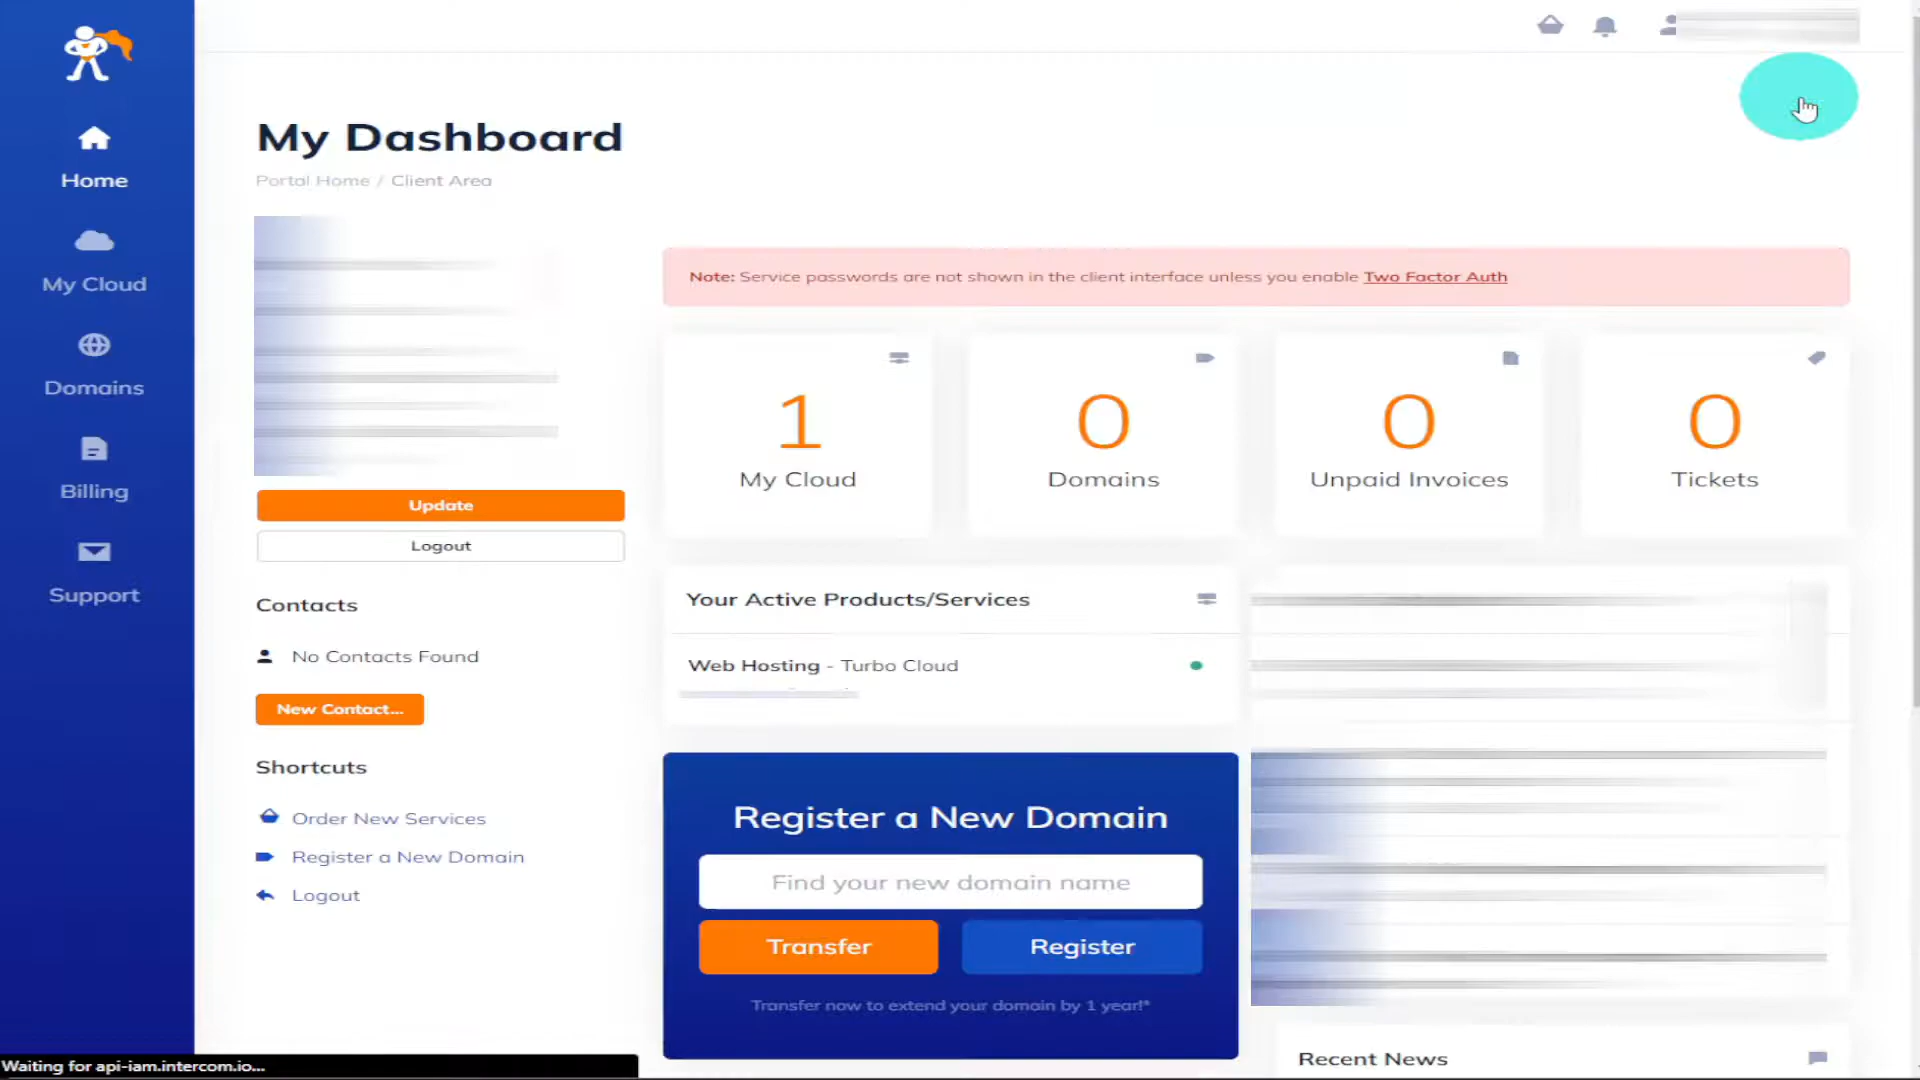 Home
My Cloud
Domains
Billing
Support
My Dashboard
Portal Home / Client Area
Update
Logout
Contacts
No Contacts Found
New Contact...
Shortcuts
Order New Services
Register a New Domain
Logout
Note: Service passwords are not shown in the client interface unless you enable Two Factor Auth
1
My Cloud
0
Domains
0
Unpaid Invoices
0
Tickets
Your Active Products/Services
Web Hosting - Turbo Cloud
Register a New Domain
Find your new domain name
Transfer
Register
Transfer now to extend your domain by 1 year!*
Recent News
Waiting for api-iam.intercom.io...